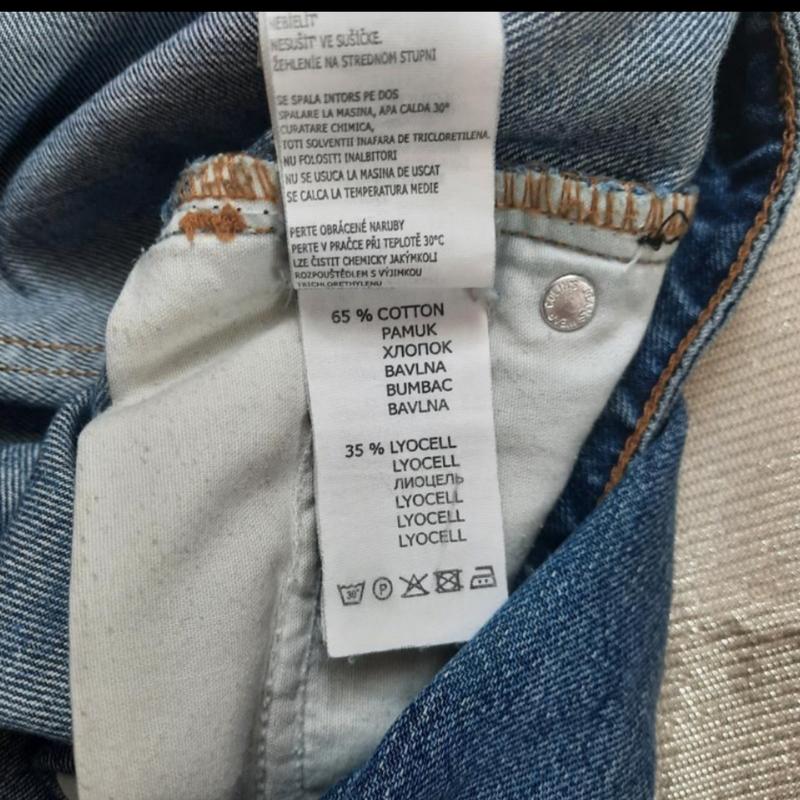 NEBIELIT'
NESUŠIT' VE SUŠIČKE.
ŽEHLENIE NA STREDNOM STUPNI
SE SPALA INTORS PE DOS
SPALARE LA MASINA, APA CALDA 30°
CURATARE CHIMICA,
TOTI SOLVENTII INAFARA DE TRICLORETILENA.
NU FOLOSITI INALBITORI
NU SE USUCA LA MASINA DE USCAT
SE CALCA LA TEMPERATURA MEDIE
PERTE OBRÁCENÉ NARUBY
PERTE V PRAČCE PŘI TEPLOTĚ 30°C
LZE ČISTIT CHEMICKY JAKÝMKOLI
ROZPOUŠTĚDLEM S VÝJIMKOU
TRICHLORETHYLENU
65 % COTTON
PAMUK
ХЛОПОК
BAVLNA
BUMBAC
BAVLNA
35 % LYOCELL
LYOCELL
ЛИОЦЕЛЬ
LYOCELL
LYOCELL
LYOCELL
30° P